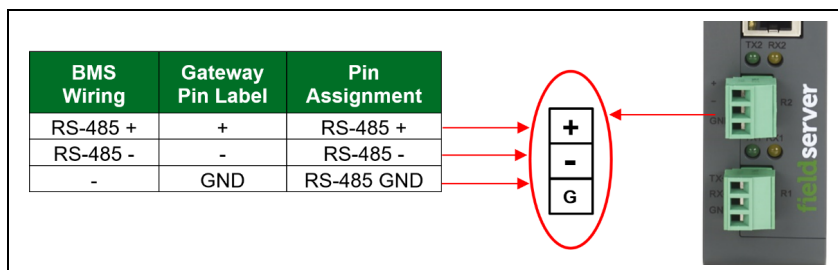 BMS Wiring
Gateway Pin Label
Pin Assignment
RS-485 +
+
RS-485 +
RS-485 -
-
RS-485 -
-
GND
RS-485 GND
+
-
G
TX2 RX2
+
-
GN
R2
RX1
TX
RX
GN
R1
fieldserver